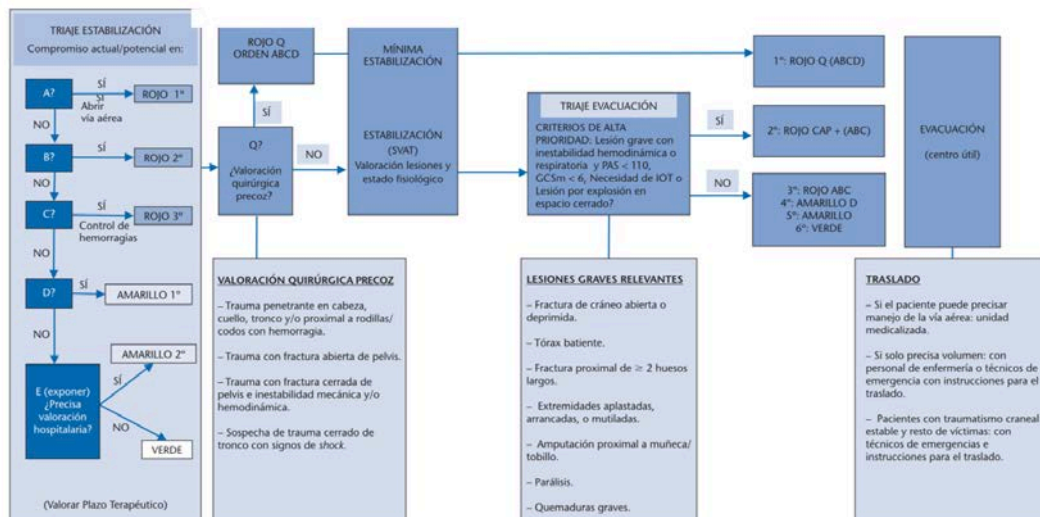 TRIAJE ESTABILIZACIÓN
Compromiso actual/potencial en:
A?
SÍ
SÍ
Abrir
vía aérea
ROJO 1º
NO
B?
SÍ
ROJO 2º
NO
C?
SÍ
Control de
hemorragias
ROJO 3º
NO
D?
SÍ
AMARILLO 1º
NO
AMARILLO 2º
E (exponer)
¿Precisa
valoración
hospitalaria?
SÍ
NO
VERDE
(Valorar Plazo Terapéutico)
ROJO Q
ORDEN ABCD
SÍ
Q?
¿Valoración
quirúrgica
precoz?
NO
MÍNIMA
ESTABILIZACIÓN
ESTABILIZACIÓN
(SVAT)
Valoración lesiones y
estado fisiológico
TRIAJE EVACUACIÓN
CRITERIOS DE ALTA
PRIORIDAD: Lesión grave con
inestabilidad hemodinámica o
respiratoria y PAS < 110,
GCSm < 6, Necesidad de IOT o
Lesión por explosión en
espacio cerrado?
SÍ
NO
1º: ROJO Q (ABCD)
2º: ROJO CAP + (ABC)
3º: ROJO ABC
4º: AMARILLO D
5º: AMARILLO
6º: VERDE
EVACUACIÓN
(centro útil)
VALORACIÓN QUIRÚRGICA PRECOZ
– Trauma penetrante en cabeza,
cuello, tronco y/o proximal a rodillas/
codos con hemorragia.
– Trauma con fractura abierta de pelvis.
– Trauma con fractura cerrada de
pelvis e inestabilidad mecánica y/o
hemodinámica.
– Sospecha de trauma cerrado de
tronco con signos de shock.
LESIONES GRAVES RELEVANTES
– Fractura de cráneo abierta o
deprimida.
– Tórax batiente.
– Fractura proximal de ≥ 2 huesos
largos.
– Extremidades aplastadas,
arrancadas, o mutiladas.
– Amputación proximal a muñeca/
tobillo.
– Parálisis.
– Quemaduras graves.
TRASLADO
– Si el paciente puede precisar
manejo de la vía aérea: unidad
medicalizada.
– Si solo precisa volumen: con
personal de enfermería o técnicos de
emergencia con instrucciones para el
traslado.
– Pacientes con traumatismo craneal
estable y resto de víctimas: con
técnicos de emergencias e
instrucciones para el traslado.